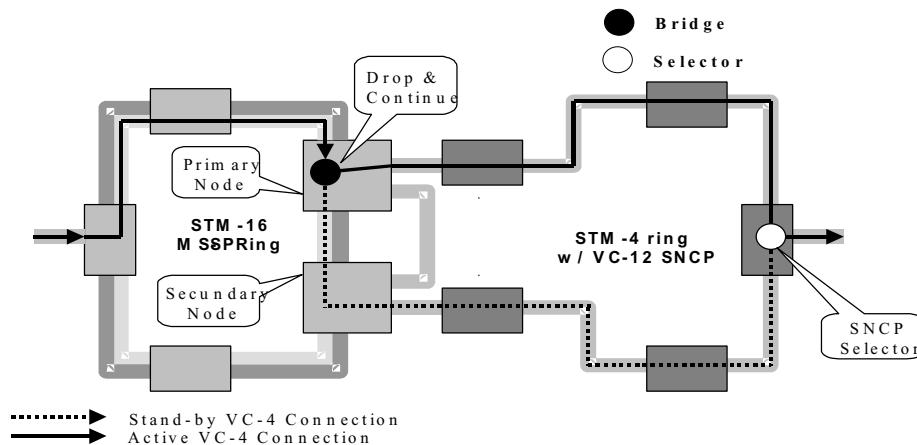 Bridge
Selector
Drop &
Continue
Primary
Node
STM -16
M SSPRing
STM -4 ring
w / VC-12 SNCP
Secundary
Node
SNCP
Selector
Stand-by VC-4 Connection
Active VC-4 Connection